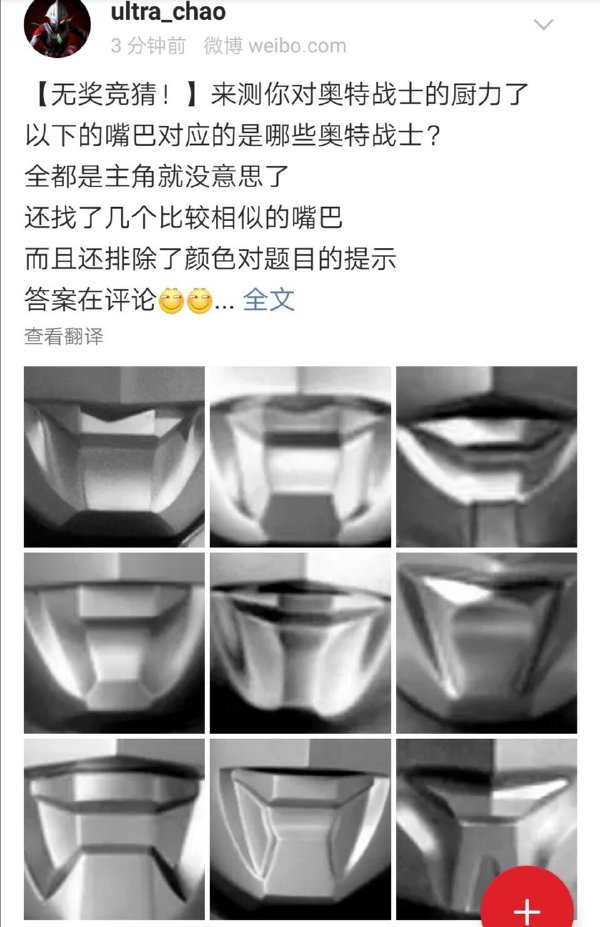 ultra_chao
3 分钟前 微博 weibo.com
【无奖竞猜！】来测你对奥特战士的厨力了
以下的嘴巴对应的是哪些奥特战士？
全都是主角就没意思了
还找了几个比较相似的嘴巴
而且还排除了颜色对题目的提示
答案在评论... 全文
查看翻译